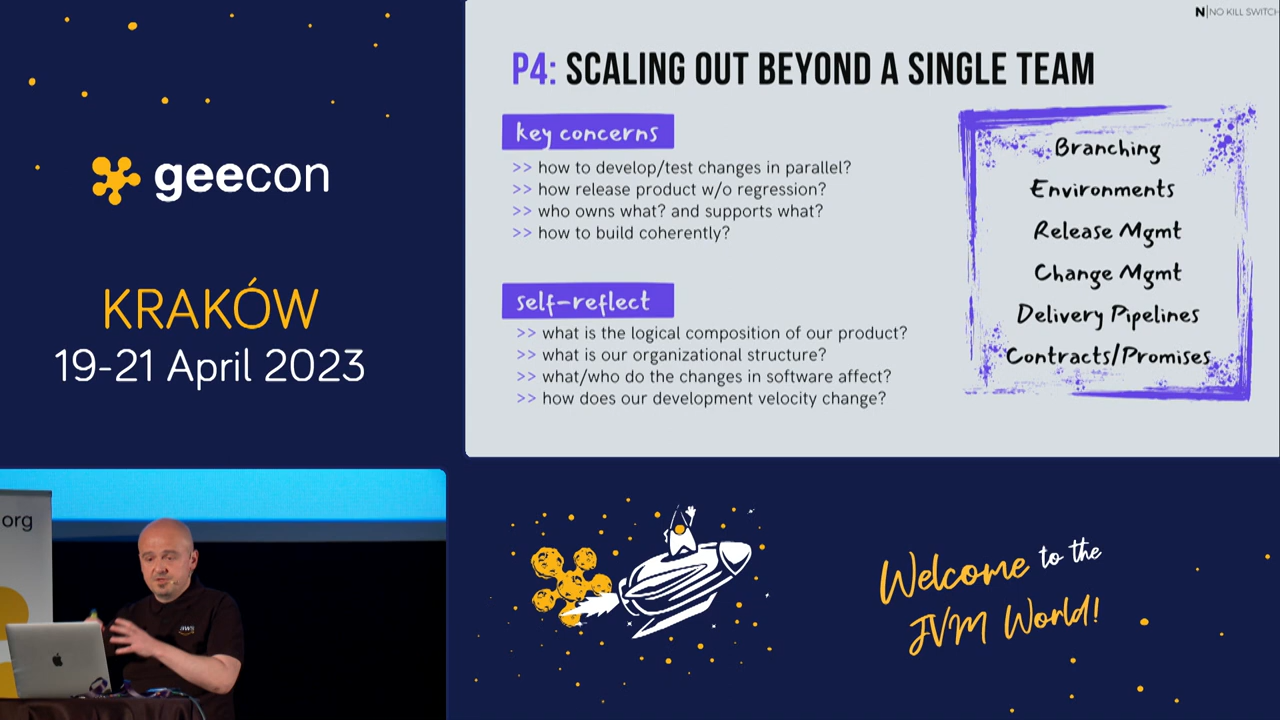 geecon
KRAKÓW
19-21 April 2023
N|NO KILL SWITCH
P4: SCALING OUT BEYOND A SINGLE TEAM
key concerns
>> how to develop/test changes in parallel?
>> how release product w/o regression?
>> who owns what? and supports what?
>> how to build coherently?
self-reflect
>> what is the logical composition of our product?
>> what is our organizational structure?
>> what/who do the changes in software affect?
>> how does our development velocity change?
Branching
Environments
Release Mgmt
Change Mgmt
Delivery Pipelines
Contracts/Promises
org
aws
Welcome to the
JVM World!